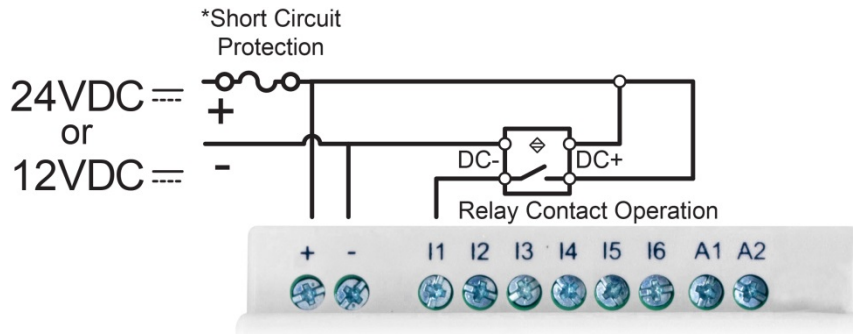 *Short Circuit
Protection
24VDC
+
or
12VDC
-
DC-
DC+
Relay Contact Operation
+ - I1 I2 I3 I4 I5 I6 A1 A2